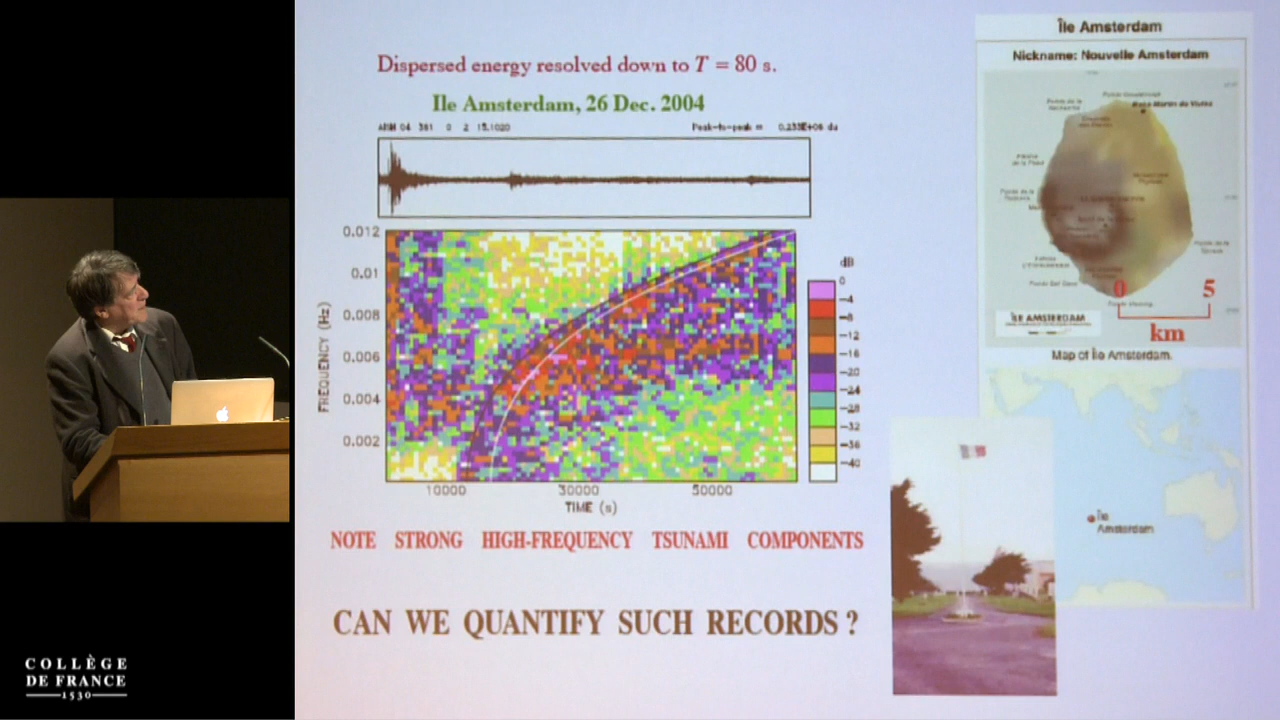 Dispersed energy resolved down to T = 80 s.
Ile Amsterdam, 26 Dec. 2004
Peak-to-peak =
0.012
0.01
0.008
0.006
0.004
0.002
FREQUENCY (Hz)
10000 30000 50000
TIME (s)
dB
0
-4
-8
-12
-16
-20
-24
-28
-32
-36
-40
NOTE STRONG HIGH-FREQUENCY TSUNAMI COMPONENTS
CAN WE QUANTIFY SUCH RECORDS ?
Île Amsterdam
Nickname: Nouvelle Amsterdam
0 5
km
ÎLE AMSTERDAM
Map of Île Amsterdam.
Île
Amsterdam
COLLÈGE
DE FRANCE
1530